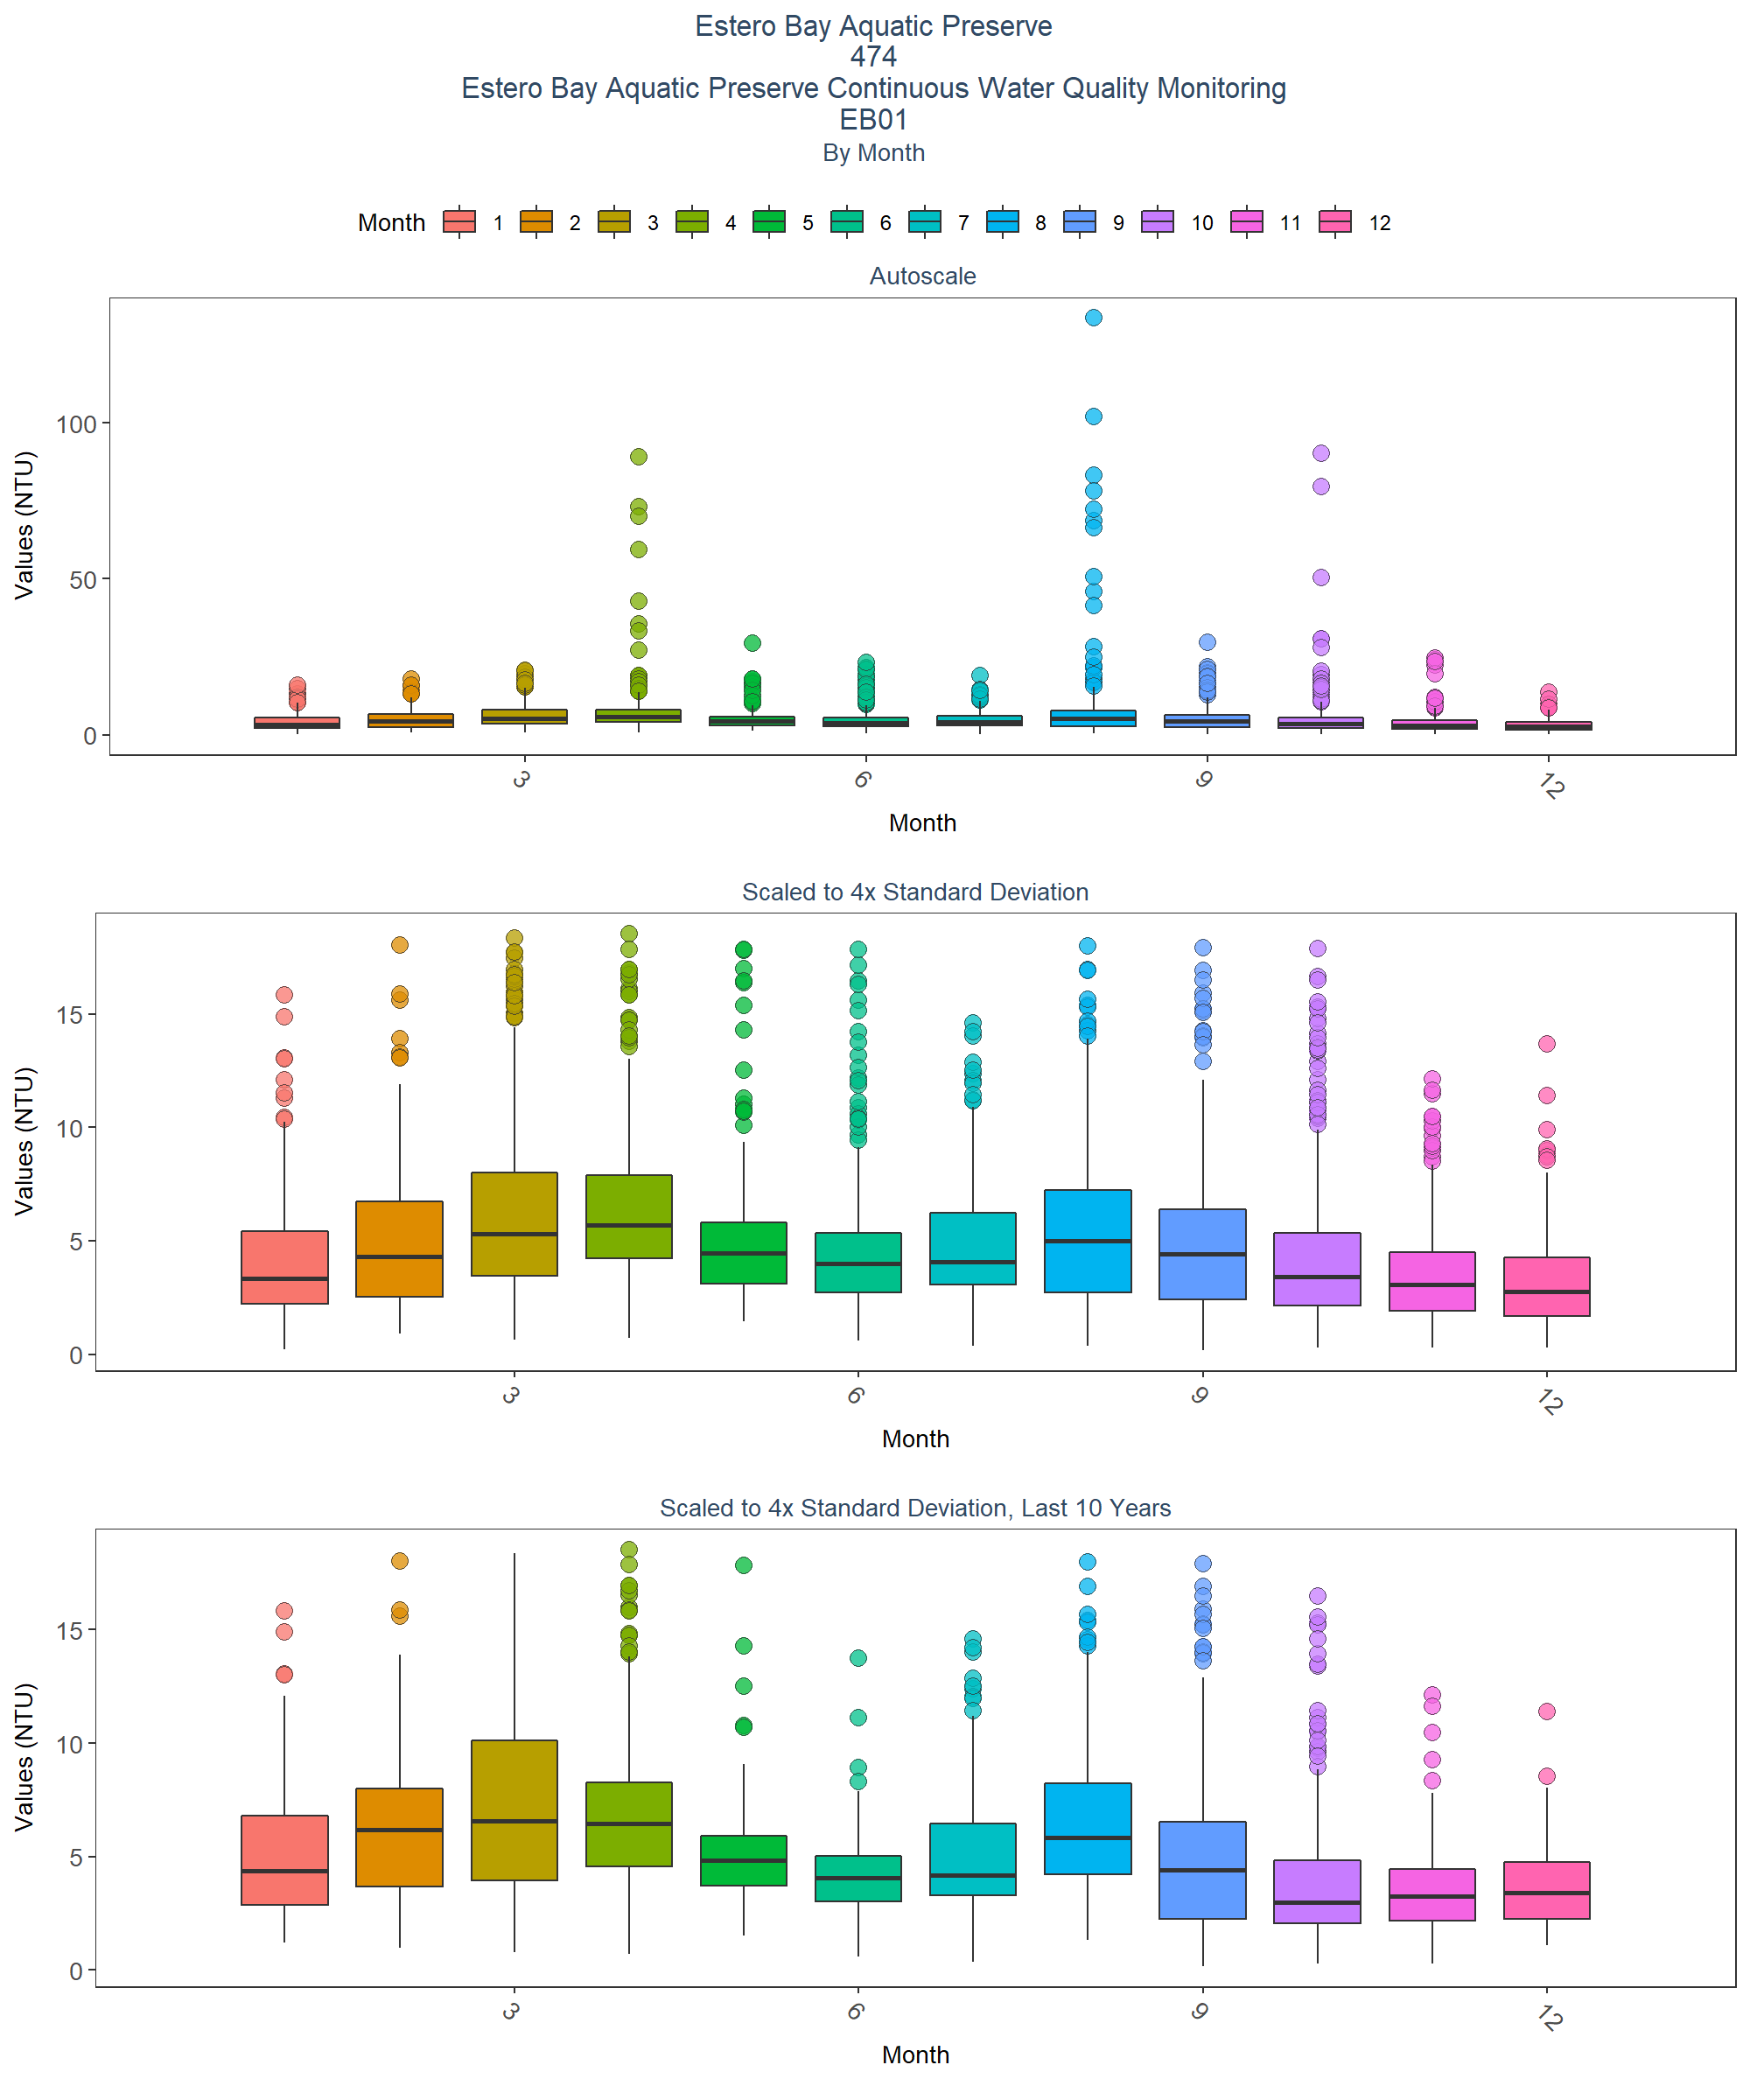 Estero Bay Aquatic Preserve
474
Estero Bay Aquatic Preserve Continuous Water Quality Monitoring
EB01
By Month
Month 1 2 3 4 5 6 7 8 9 10 11 12
Autoscale
Values (NTU)
100
50
0
3 6 9 12
Month
Scaled to 4x Standard Deviation
Values (NTU)
15
10
5
0
3 6 9 12
Month
Scaled to 4x Standard Deviation, Last 10 Years
Values (NTU)
15
10
5
0
3 6 9 12
Month